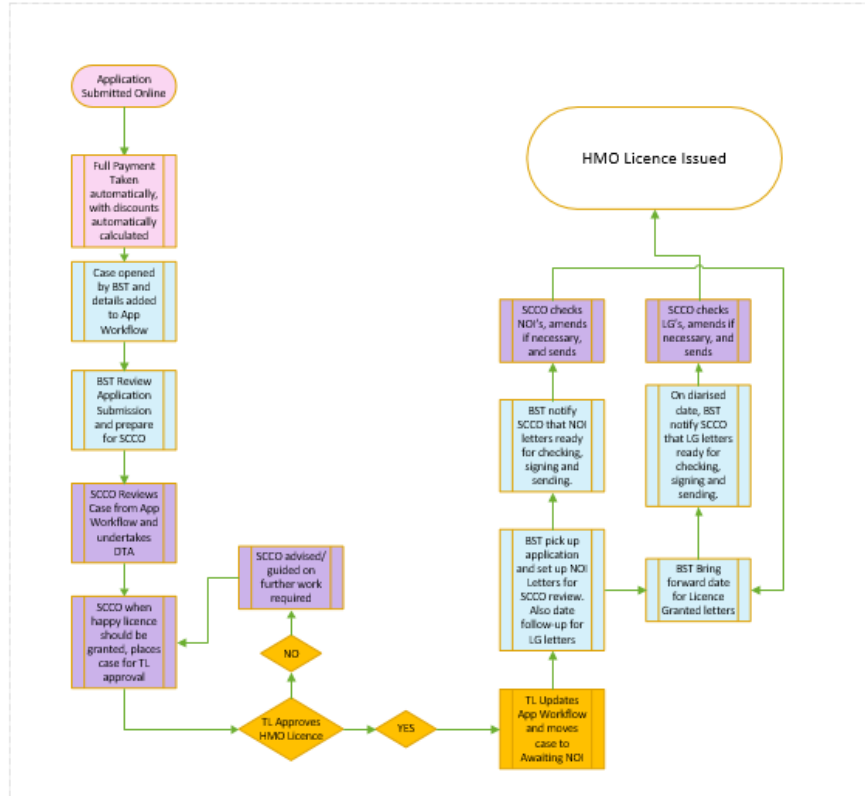 Application
Submitted Online
Full Payment
Taken
automatically,
with discounts
automatically
calculated
Case opened
by BST and
details added
to App
Workflow
BST Review
Application
Submission
and prepare
for SCCO
SCCO Reviews
Case from App
Workflow and
undertakes
DTA
SCCO when
happy licence
should be
granted, places
case for TL
approval
SCCO advised/
guided on
further work
required
NO
TL Approves
HMO Licence
YES
TL Updates
App Workflow
and moves
case to
Awaiting NOI
BST pick up
application
and set up NOI
Letters for
SCCO review.
Also date
follow-up for
LG letters
BST notify
SCCO that NOI
letters ready
for checking,
signing and
sending.
SCCO checks
NOI's, amends
if necessary,
and sends
BST Bring
forward date
for Licence
Granted letters
On diarised
date, BST
notify SCCO
that LG letters
ready for
checking,
signing and
sending.
SCCO checks
LG's, amends if
necessary, and
sends
HMO Licence Issued